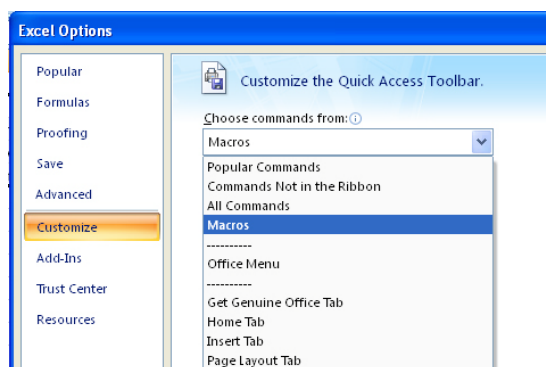 Excel Options
Popular
Formulas
Proofing
Save
Advanced
Customize
Add-Ins
Trust Center
Resources
Customize the Quick Access Toolbar.
Choose commands from:
Macros
Popular Commands
Commands Not in the Ribbon
All Commands
Macros
----------
Office Menu
----------
Get Genuine Office Tab
Home Tab
Insert Tab
Page Layout Tab